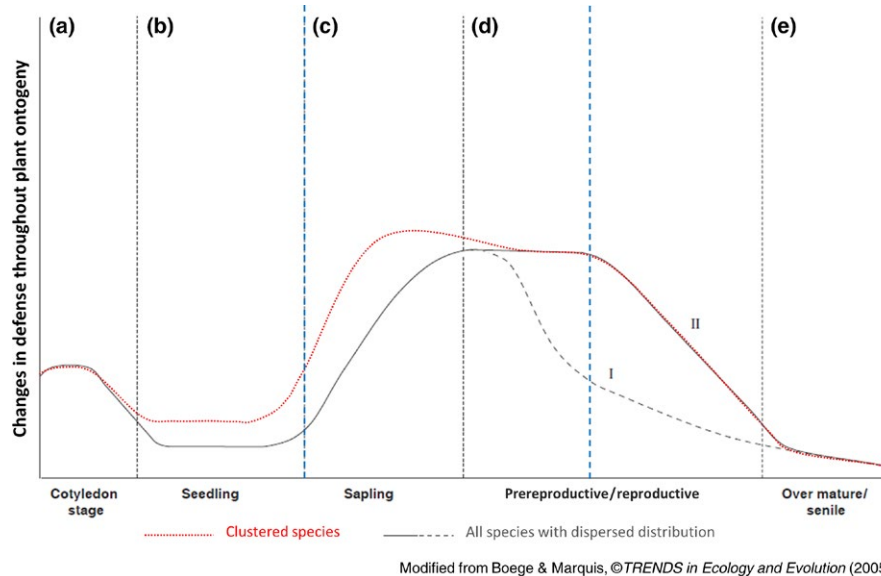 (a) (b) (c) (d) (e)
Changes in defense throughout plant ontogeny
II
I
Cotyledon
stage
Seedling
Sapling
Prereproductive/reproductive
Over mature/
senile
Clustered species
All species with dispersed distribution
Modified from Boege & Marquis, ©TRENDS in Ecology and Evolution (2005